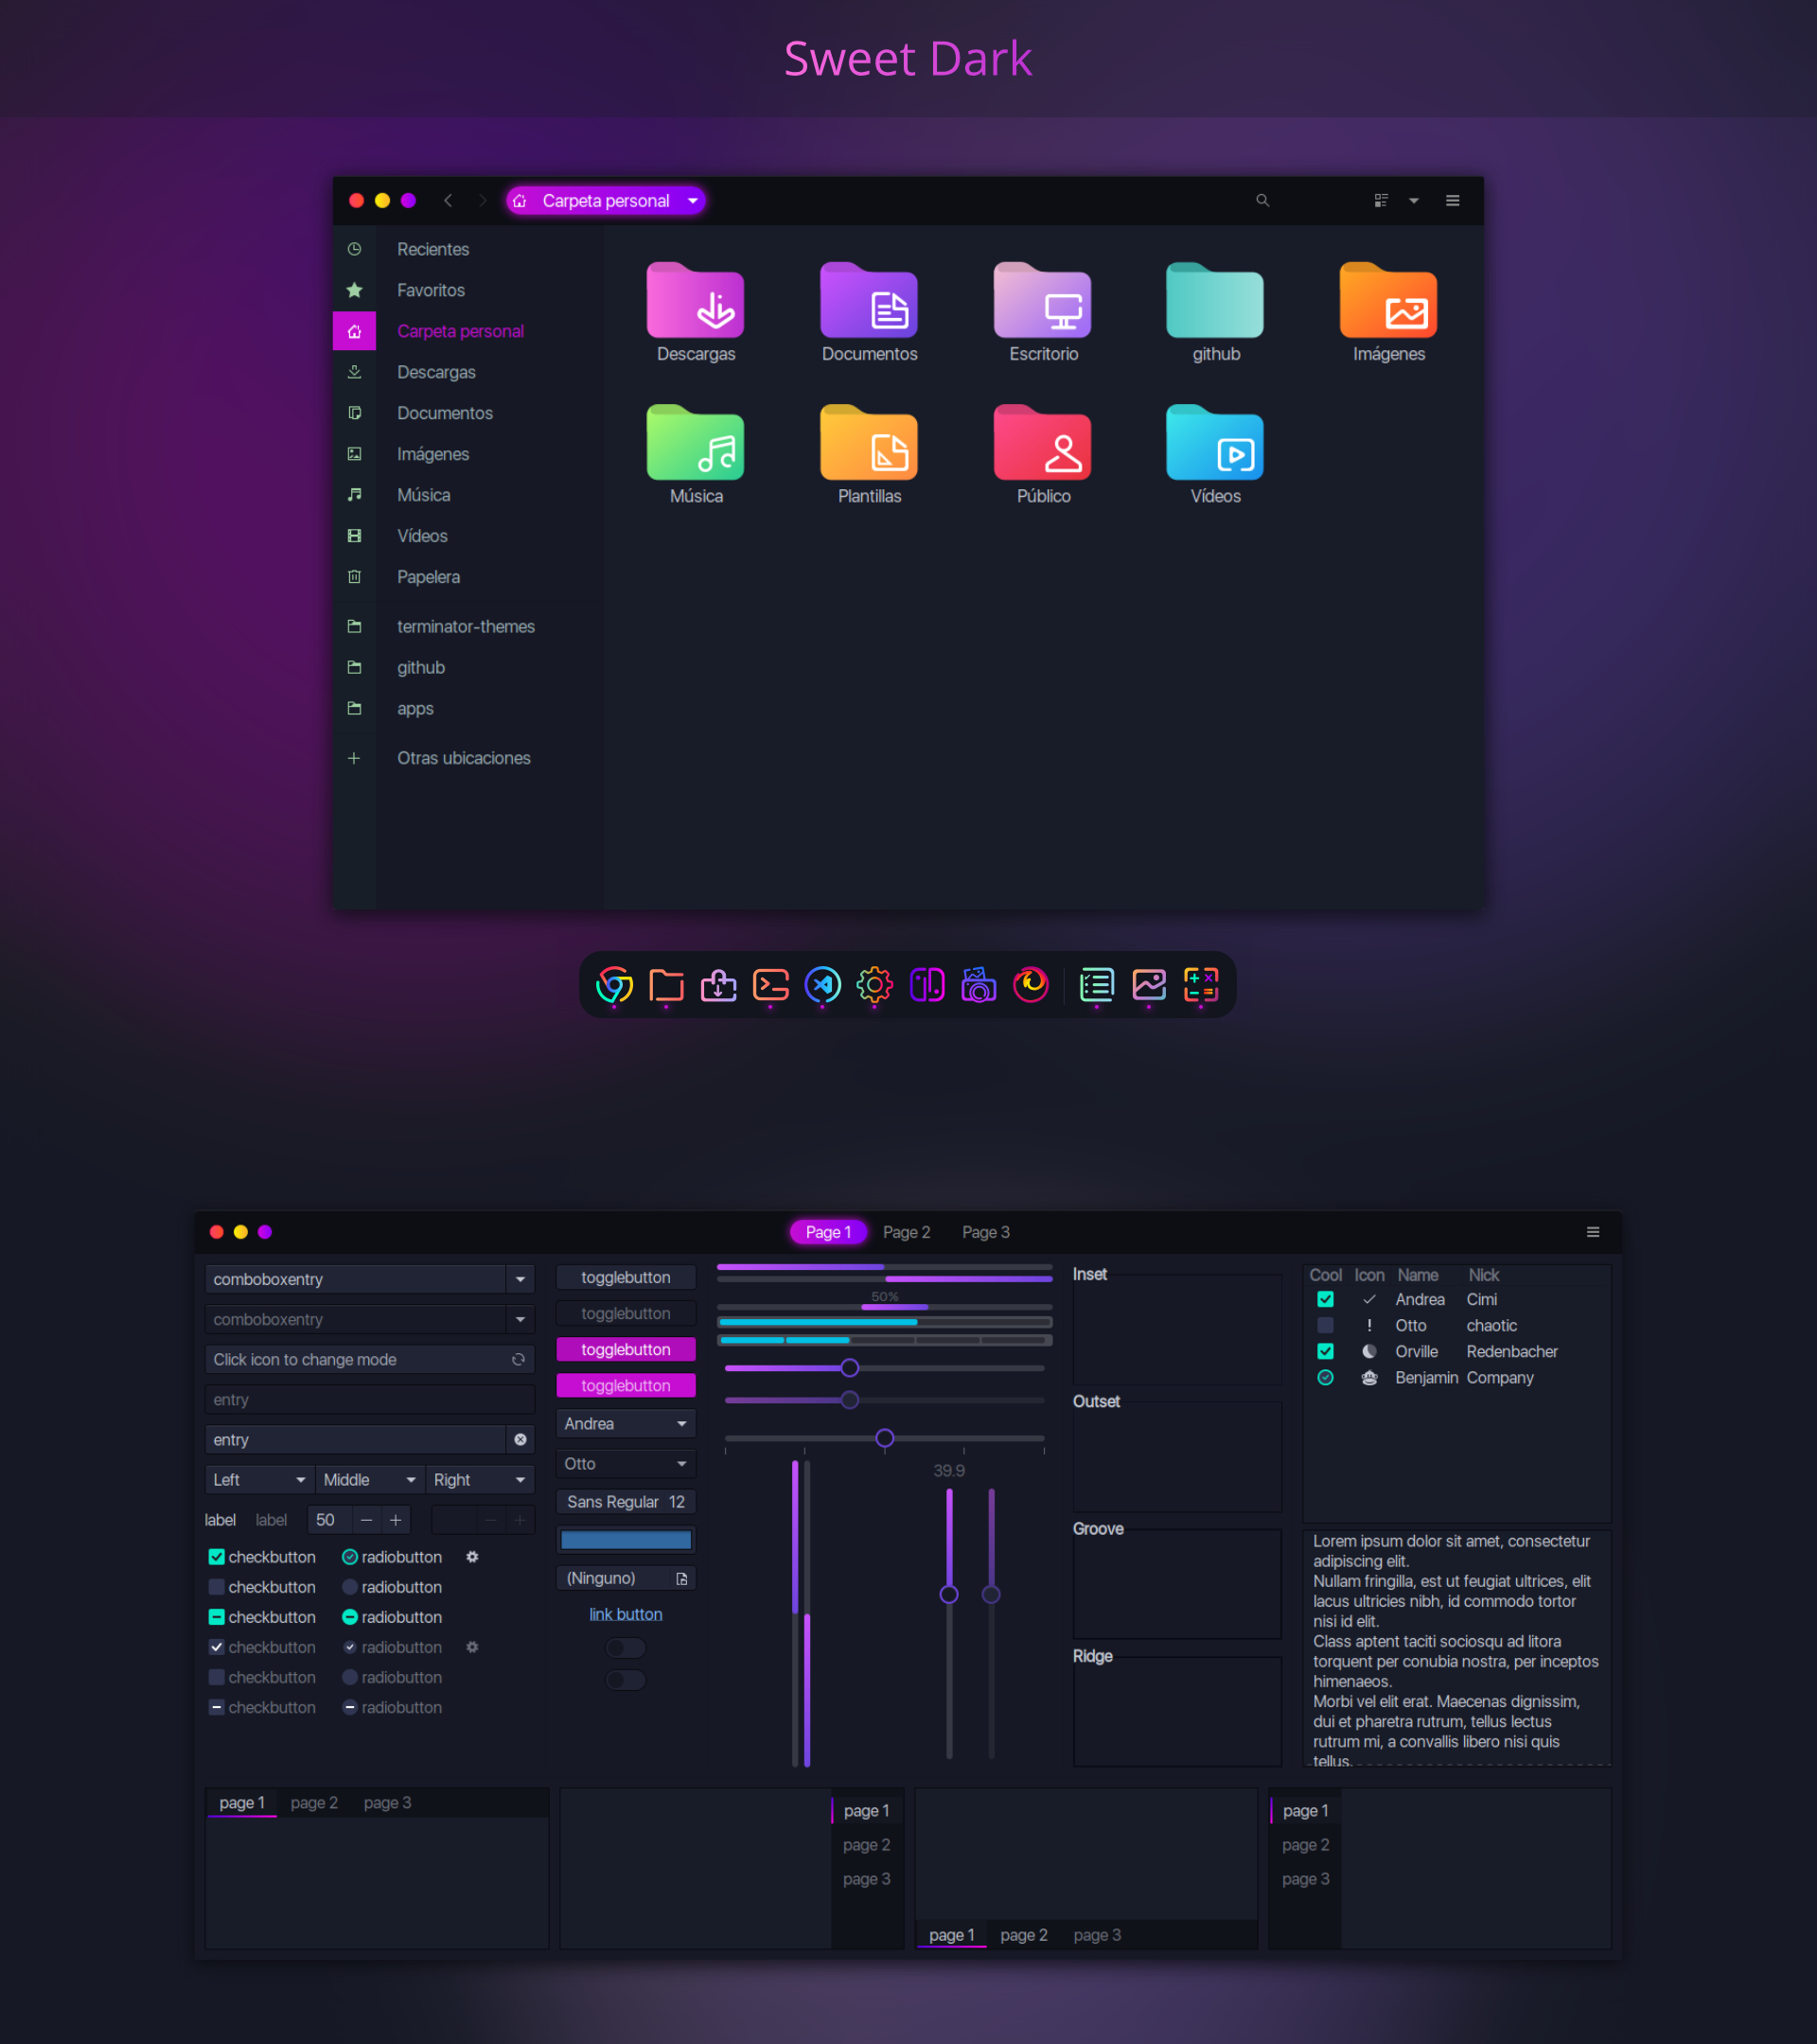 Sweet Dark
Carpeta personal
Recientes
Favoritos
Carpeta personal
Descargas
Documentos
Imágenes
Música
Vídeos
Papelera
terminator-themes
github
apps
Otras ubicaciones
Descargas
Documentos
Escritorio
github
Imágenes
Música
Plantillas
Público
Vídeos
Page 1 Page 2 Page 3
comboboxentry
comboboxentry
Click icon to change mode
entry
entry
Left Middle Right
label label 50
checkbutton radiobutton
checkbutton radiobutton
checkbutton radiobutton
checkbutton radiobutton
checkbutton radiobutton
checkbutton radiobutton
togglebutton
togglebutton
togglebutton
togglebutton
Andrea
Otto
Sans Regular 12
(Ninguno)
link button
50%
39.9
Inset
Outset
Groove
Ridge
Cool Icon Name Nick
Andrea Cimi
! Otto chaotic
Orville Redenbacher
Benjamin Company
Lorem ipsum dolor sit amet, consectetur
adipiscing elit.
Nullam fringilla, est ut feugiat ultrices, elit
lacus ultricies nibh, id commodo tortor
nisi id elit.
Class aptent taciti sociosqu ad litora
torquent per conubia nostra, per inceptos
himenaeos.
Morbi vel elit erat. Maecenas dignissim,
dui et pharetra rutrum, tellus lectus
rutrum mi, a convallis libero nisi quis
tellus.
page 1 page 2 page 3
page 1
page 2
page 3
page 1 page 2 page 3
page 1
page 2
page 3